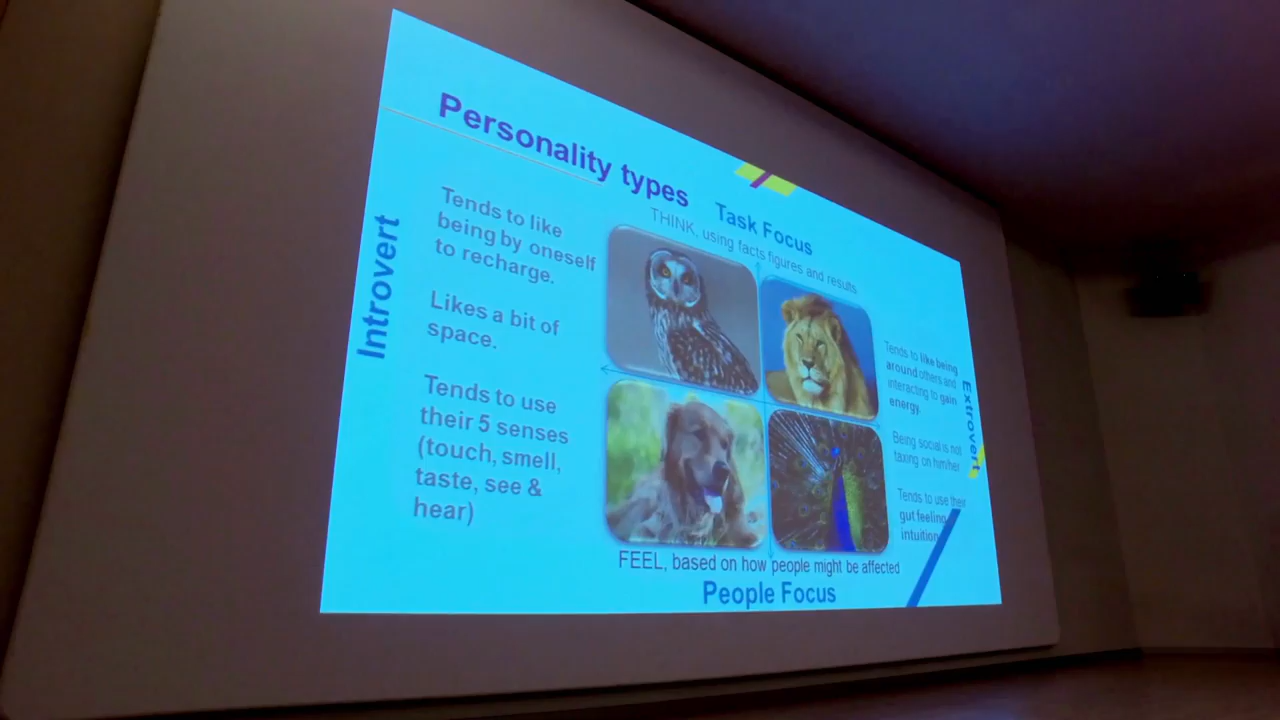 Personality types
Task Focus
THINK, using facts figures and results
Introvert
Tends to like
being by oneself
to recharge.
Likes a bit of
space.
Tends to use
their 5 senses
(touch, smell,
taste, see &
hear)
Tends to like being
around others and
interacting to gain
energy.
Being social is not
taxing on him/her
Tends to use their
gut feeling
intuition
Extrovert
FEEL, based on how people might be affected
People Focus